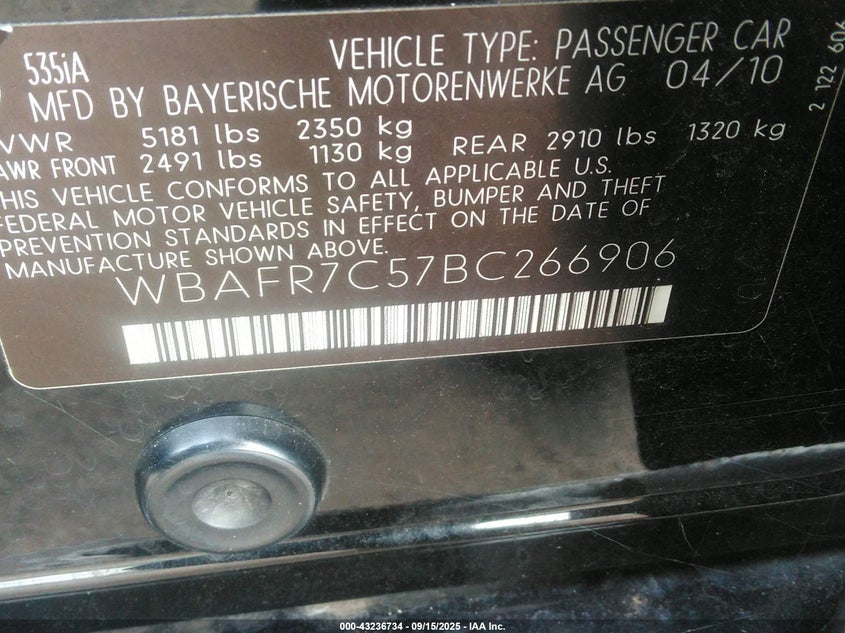 535iA
VEHICLE TYPE: PASSENGER CAR
MFD BY BAYERISCHE MOTORENWERKE AG 04/10
VWR 5181 lbs 2350 kg
AWR FRONT 2491 lbs 1130 kg REAR 2910 lbs 1320 kg
HIS VEHICLE CONFORMS TO ALL APPLICABLE U.S.
FEDERAL MOTOR VEHICLE SAFETY, BUMPER AND THEFT
PREVENTION STANDARDS IN EFFECT ON THE DATE OF
MANUFACTURE SHOWN ABOVE.
WBAFR7C57BC266906
2 122 606
000-43236734 - 09/15/2025 - IAA Inc.